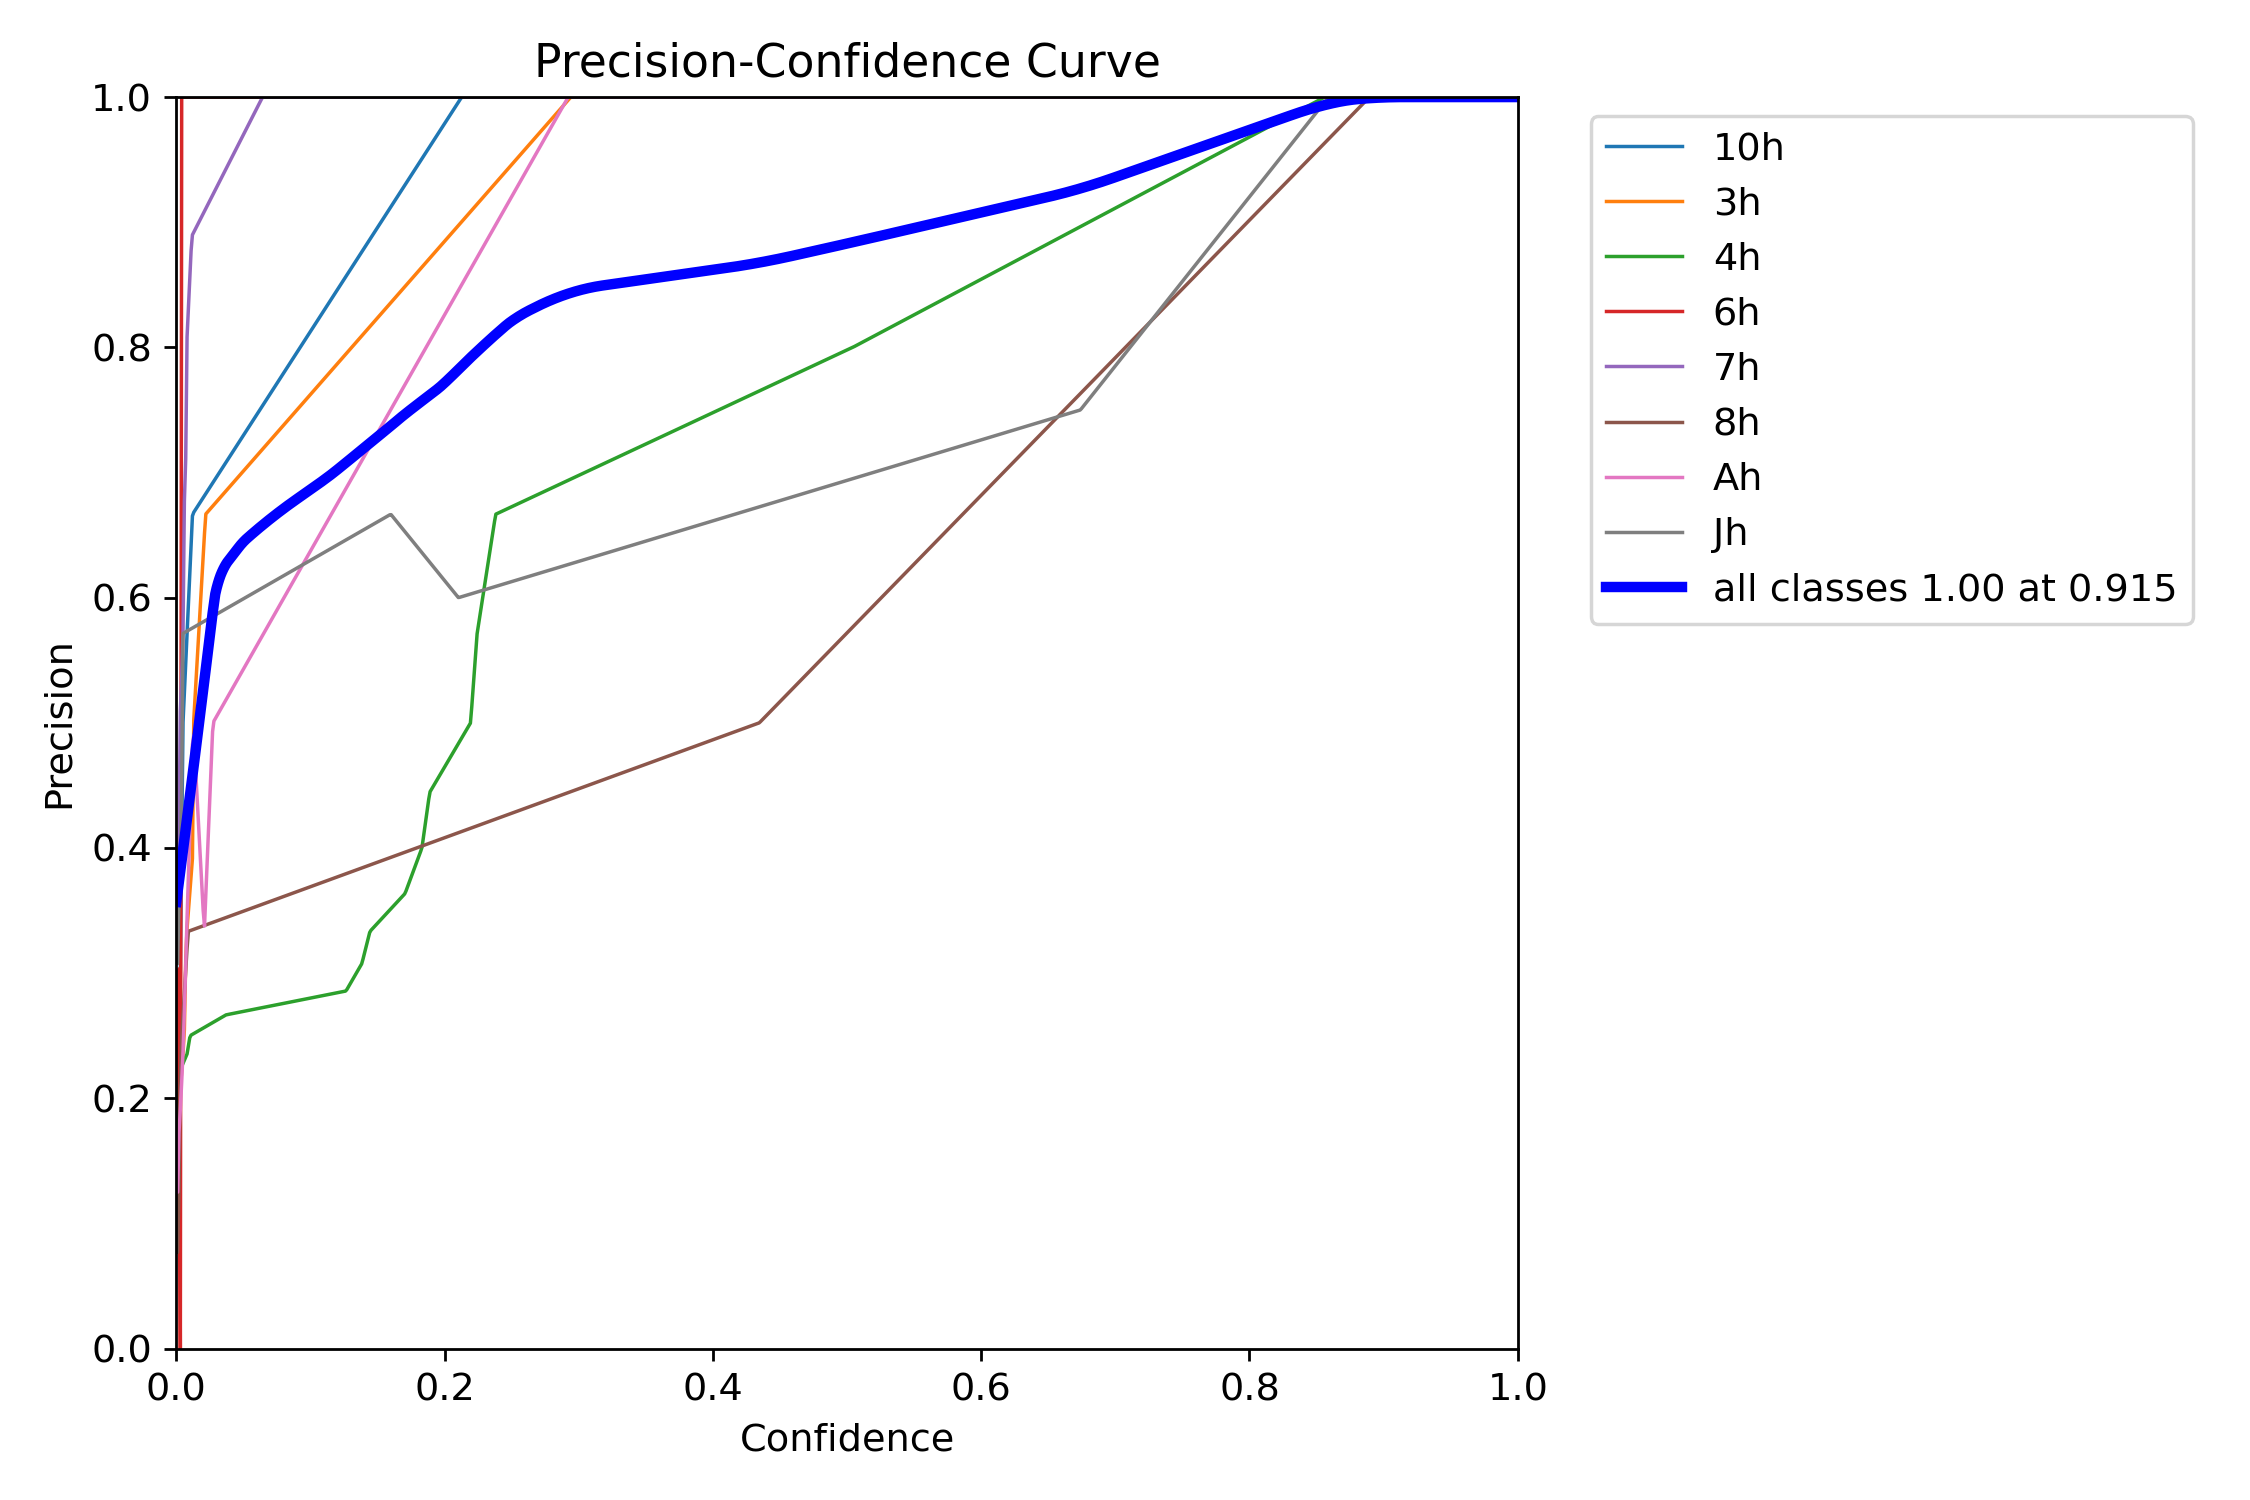 Precision-Confidence Curve
1.0
0.8
0.6
0.4
0.2
0.0
Precision
0.0 0.2 0.4 0.6 0.8 1.0
Confidence
10h
3h
4h
6h
7h
8h
Ah
Jh
all classes 1.00 at 0.915